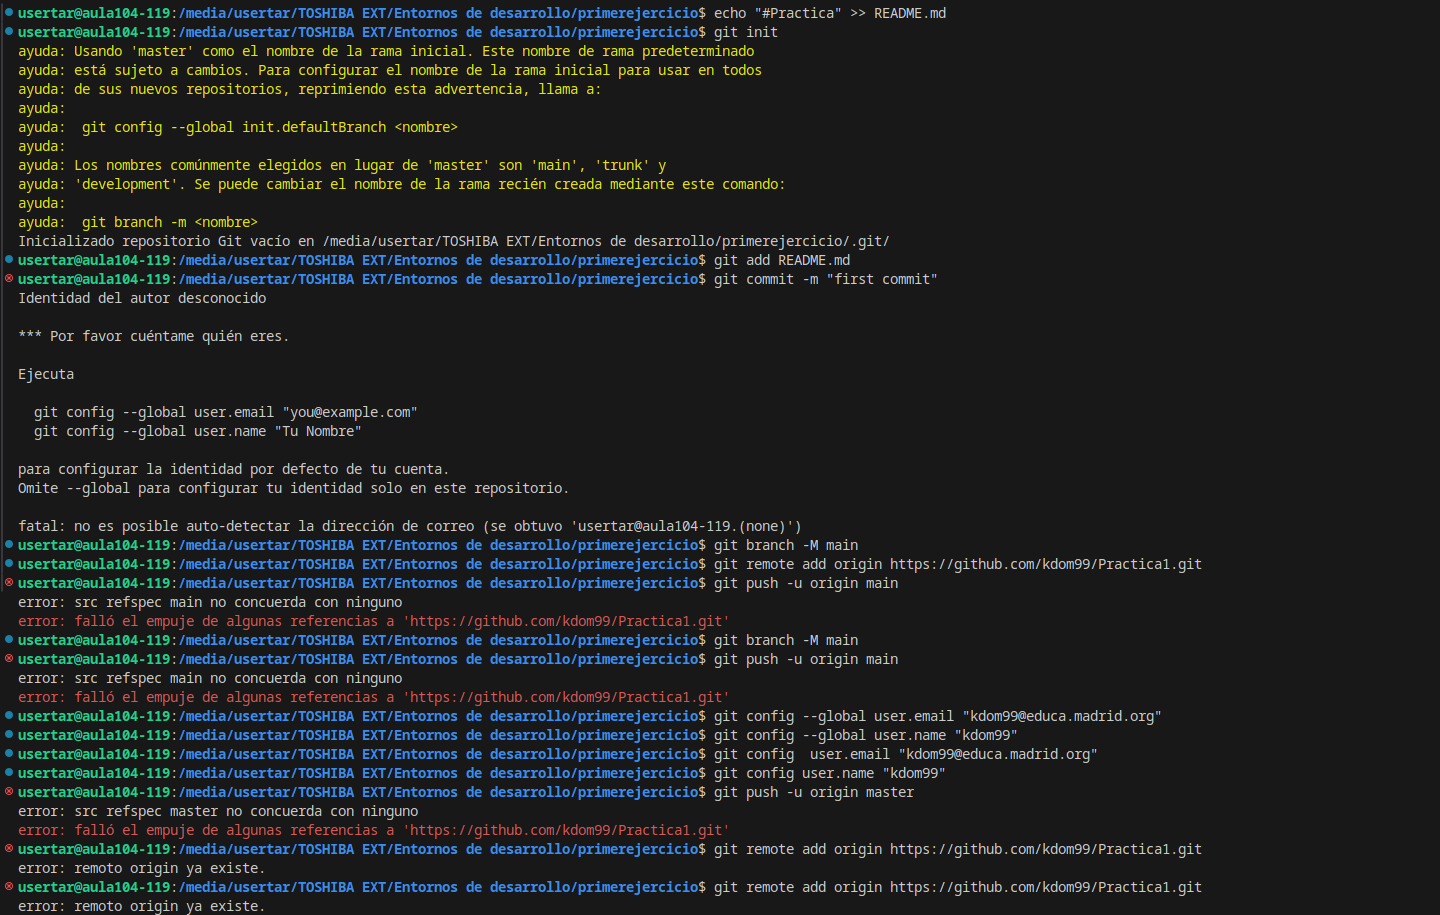 usertar@aula104-119:/media/usertar/TOSHIBA EXT/Entornos de desarrollo/primerejercicio$ echo "#Practica" >> README.md
usertar@aula104-119:/media/usertar/TOSHIBA EXT/Entornos de desarrollo/primerejercicio$ git init
ayuda: Usando 'master' como el nombre de la rama inicial. Este nombre de rama predeterminado
ayuda: está sujeto a cambios. Para configurar el nombre de la rama inicial para usar en todos
ayuda: de sus nuevos repositorios, reprimiendo esta advertencia, llama a:
ayuda:
ayuda:  git config --global init.defaultBranch <nombre>
ayuda:
ayuda: Los nombres comúnmente elegidos en lugar de 'master' son 'main', 'trunk' y
ayuda: 'development'. Se puede cambiar el nombre de la rama recién creada mediante este comando:
ayuda:
ayuda:  git branch -m <nombre>
Inicializado repositorio Git vacío en /media/usertar/TOSHIBA EXT/Entornos de desarrollo/primerejercicio/.git/
usertar@aula104-119:/media/usertar/TOSHIBA EXT/Entornos de desarrollo/primerejercicio$ git add README.md
usertar@aula104-119:/media/usertar/TOSHIBA EXT/Entornos de desarrollo/primerejercicio$ git commit -m "first commit"
Identidad del autor desconocido

*** Por favor cuéntame quién eres.

Ejecuta

  git config --global user.email "you@example.com"
  git config --global user.name "Tu Nombre"

para configurar la identidad por defecto de tu cuenta.
Omite --global para configurar tu identidad solo en este repositorio.

fatal: no es posible auto-detectar la dirección de correo (se obtuvo 'usertar@aula104-119.(none)')
usertar@aula104-119:/media/usertar/TOSHIBA EXT/Entornos de desarrollo/primerejercicio$ git branch -M main
usertar@aula104-119:/media/usertar/TOSHIBA EXT/Entornos de desarrollo/primerejercicio$ git remote add origin https://github.com/kdom99/Practica1.git
usertar@aula104-119:/media/usertar/TOSHIBA EXT/Entornos de desarrollo/primerejercicio$ git push -u origin main
error: src refspec main no concuerda con ninguno
error: falló el empuje de algunas referencias a 'https://github.com/kdom99/Practica1.git'
usertar@aula104-119:/media/usertar/TOSHIBA EXT/Entornos de desarrollo/primerejercicio$ git branch -M main
usertar@aula104-119:/media/usertar/TOSHIBA EXT/Entornos de desarrollo/primerejercicio$ git push -u origin main
error: src refspec main no concuerda con ninguno
error: falló el empuje de algunas referencias a 'https://github.com/kdom99/Practica1.git'
usertar@aula104-119:/media/usertar/TOSHIBA EXT/Entornos de desarrollo/primerejercicio$ git config --global user.email "kdom99@educa.madrid.org"
usertar@aula104-119:/media/usertar/TOSHIBA EXT/Entornos de desarrollo/primerejercicio$ git config --global user.name "kdom99"
usertar@aula104-119:/media/usertar/TOSHIBA EXT/Entornos de desarrollo/primerejercicio$ git config  user.email "kdom99@educa.madrid.org"
usertar@aula104-119:/media/usertar/TOSHIBA EXT/Entornos de desarrollo/primerejercicio$ git config user.name "kdom99"
usertar@aula104-119:/media/usertar/TOSHIBA EXT/Entornos de desarrollo/primerejercicio$ git push -u origin master
error: src refspec master no concuerda con ninguno
error: falló el empuje de algunas referencias a 'https://github.com/kdom99/Practica1.git'
usertar@aula104-119:/media/usertar/TOSHIBA EXT/Entornos de desarrollo/primerejercicio$ git remote add origin https://github.com/kdom99/Practica1.git
error: remoto origin ya existe.
usertar@aula104-119:/media/usertar/TOSHIBA EXT/Entornos de desarrollo/primerejercicio$ git remote add origin https://github.com/kdom99/Practica1.git
error: remoto origin ya existe.